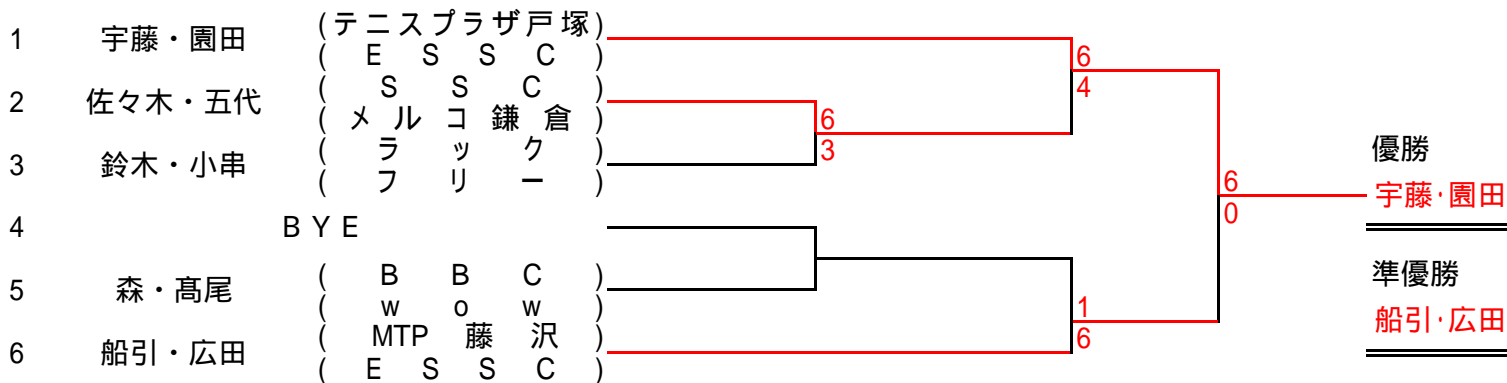 1 宇藤・園田 (テニスプラザ戸塚)
( E S S C )
6
4
2 佐々木・五代 ( S S C )
( メルコ鎌倉 )
6
3
3 鈴木・小串 ( ラック )
( フリー )
優勝
6
0
宇藤・園田
4 BYE
5 森・髙尾 ( B B C )
( w o w )
準優勝
1
6
船引・広田
6 船引・広田 ( MTP 藤沢 )
( E S S C )